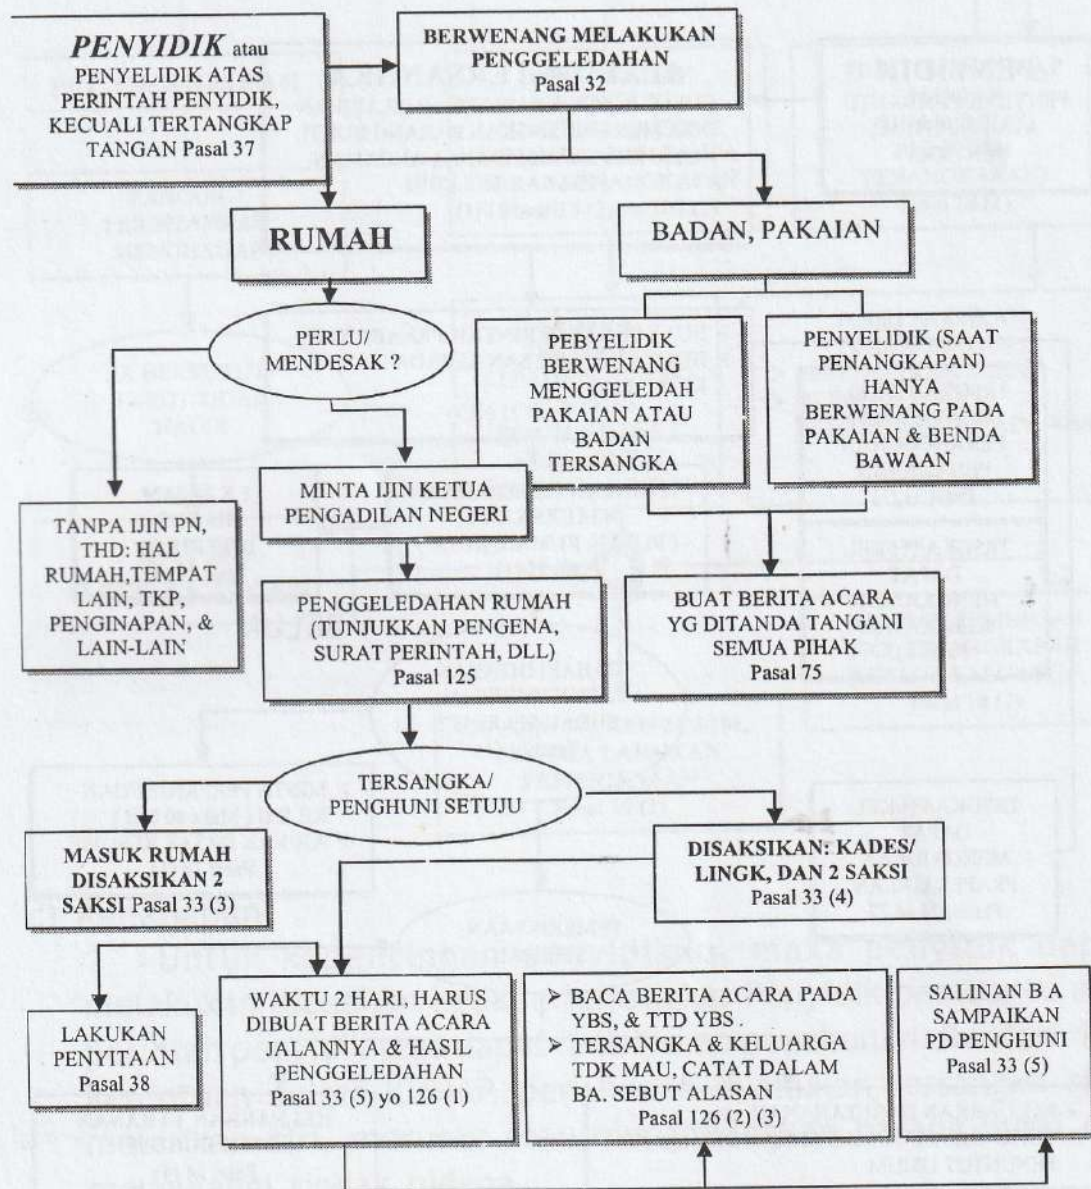 PENYIDIK atau
PENYELIDIK ATAS
PERINTAH PENYIDIK,
KECUALI TERTANGKAP
TANGAN Pasal 37
BERWENANG MELAKUKAN
PENGGELEDAHAN
Pasal 32
RUMAH
BADAN, PAKAIAN
PERLU/
MENDESAK ?
PEBYELIDIK
BERWENANG
MENGGELEDAH
PAKAIAN ATAU
BADAN
TERSANGKA
PENYELIDIK (SAAT
PENANGKAPAN)
HANYA
BERWENANG PADA
PAKAIAN & BENDA
BAWAAN
TANPA IJIN PN,
THD: HAL
RUMAH,TEMPAT
LAIN, TKP,
PENGINAPAN, &
LAIN-LAIN
MINTA IJIN KETUA
PENGADILAN NEGERI
PENGGELEDAHAN RUMAH
(TUNJUKKAN PENGENA,
SURAT PERINTAH, DLL)
Pasal 125
BUAT BERITA ACARA
YG DITANDA TANGANI
SEMUA PIHAK
Pasal 75
TERSANGKA/
PENGHUNI SETUJU
MASUK RUMAH
DISAKSIKAN 2
SAKSI Pasal 33 (3)
DISAKSIKAN: KADES/
LINGK, DAN 2 SAKSI
Pasal 33 (4)
LAKUKAN
PENYITAAN
Pasal 38
WAKTU 2 HARI, HARUS
DIBUAT BERITA ACARA
JALANNYA & HASIL
PENGGELEDAHAN
Pasal 33 (5) yo 126 (1)
➢ BACA BERITA ACARA PADA
YBS, & TTD YBS .
➢ TERSANGKA & KELUARGA
TDK MAU, CATAT DALAM
BA. SEBUT ALASAN
Pasal 126 (2) (3)
SALINAN B A
SAMPAIKAN
PD PENGHUNI
Pasal 33 (5)